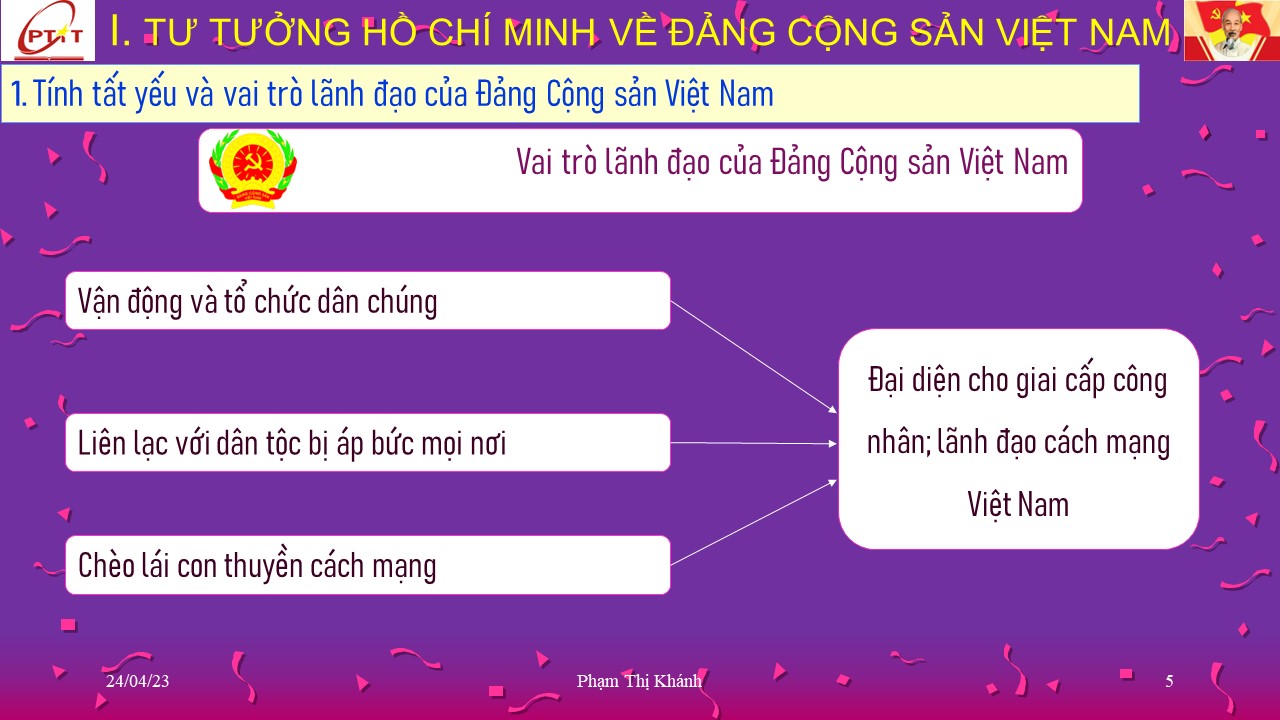 PTIT
I. TƯ TƯỞNG HỒ CHÍ MINH VỀ ĐẢNG CỘNG SẢN VIỆT NAM
1. Tính tất yếu và vai trò lãnh đạo của Đảng Cộng sản Việt Nam
Vai trò lãnh đạo của Đảng Cộng sản Việt Nam
Vận động và tổ chức dân chúng
Liên lạc với dân tộc bị áp bức mọi nơi
Chèo lái con thuyền cách mạng
Đại diện cho giai cấp công
nhân; lãnh đạo cách mạng
Việt Nam
24/04/23
Phạm Thị Khánh
5